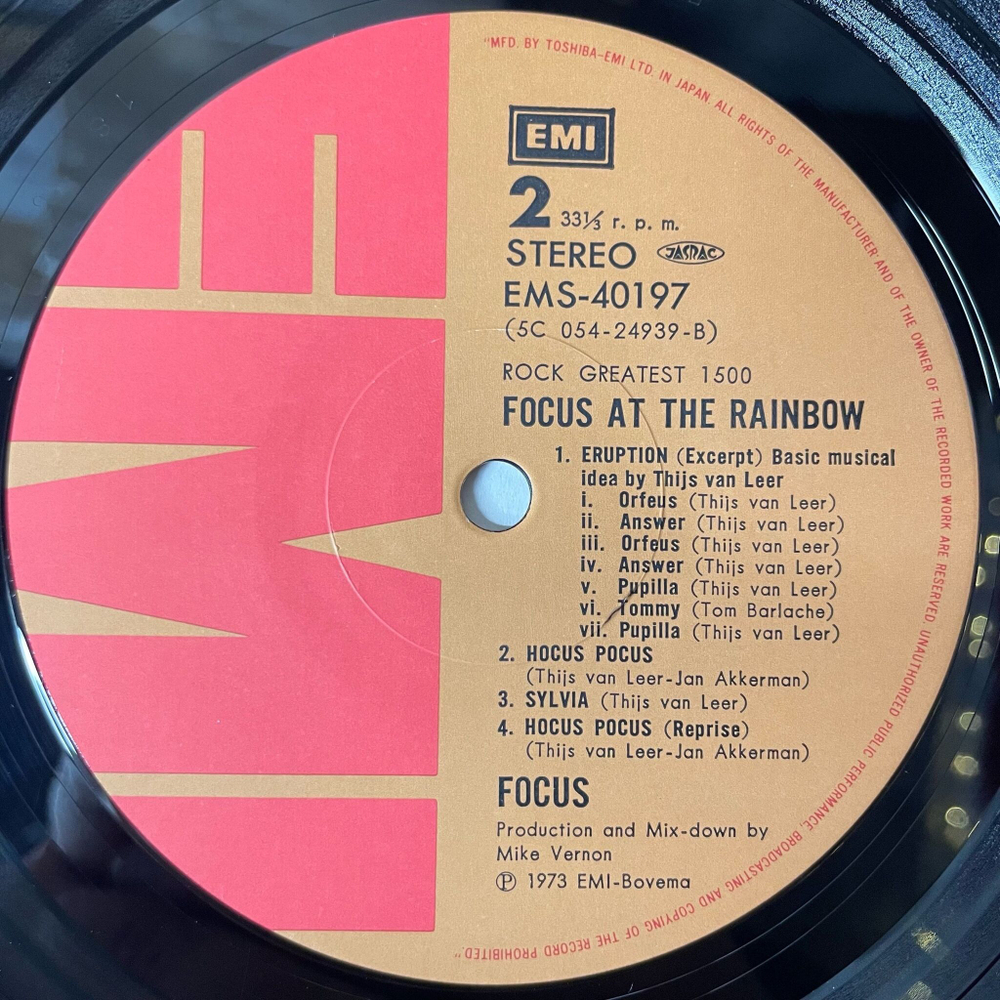 "MFD. BY TOSHIBA-EMI LTD. IN JAPAN. ALL RIGHTS OF THE MANUFACTURER AND OF THE OWNER OF THE RECORDED WORK ARE RESERVED. UNAUTHORIZED PUBLIC PERFORMANCE, BROADCASTING AND COPYING OF THE RECORD PROHIBITED."
EMI
EMI
2 33⅓ r. p. m.
STEREO JASRAC
EMS-40197
(5C 054-24939-B)
ROCK GREATEST 1500
FOCUS AT THE RAINBOW
1. ERUPTION (Excerpt) Basic musical
idea by Thijs van Leer
i. Orfeus (Thijs van Leer)
ii. Answer (Thijs van Leer)
iii. Orfeus (Thijs van Leer)
iv. Answer (Thijs van Leer)
v. Pupilla (Thijs van Leer)
vi. Tommy (Tom Barlache)
vii. Pupilla (Thijs van Leer)
2. HOCUS POCUS
(Thijs van Leer-Jan Akkerman)
3. SYLVIA (Thijs van Leer)
4. HOCUS POCUS (Reprise)
(Thijs van Leer-Jan Akkerman)
FOCUS
Production and Mix-down by
Mike Vernon
Ⓟ 1973 EMI-Bovema